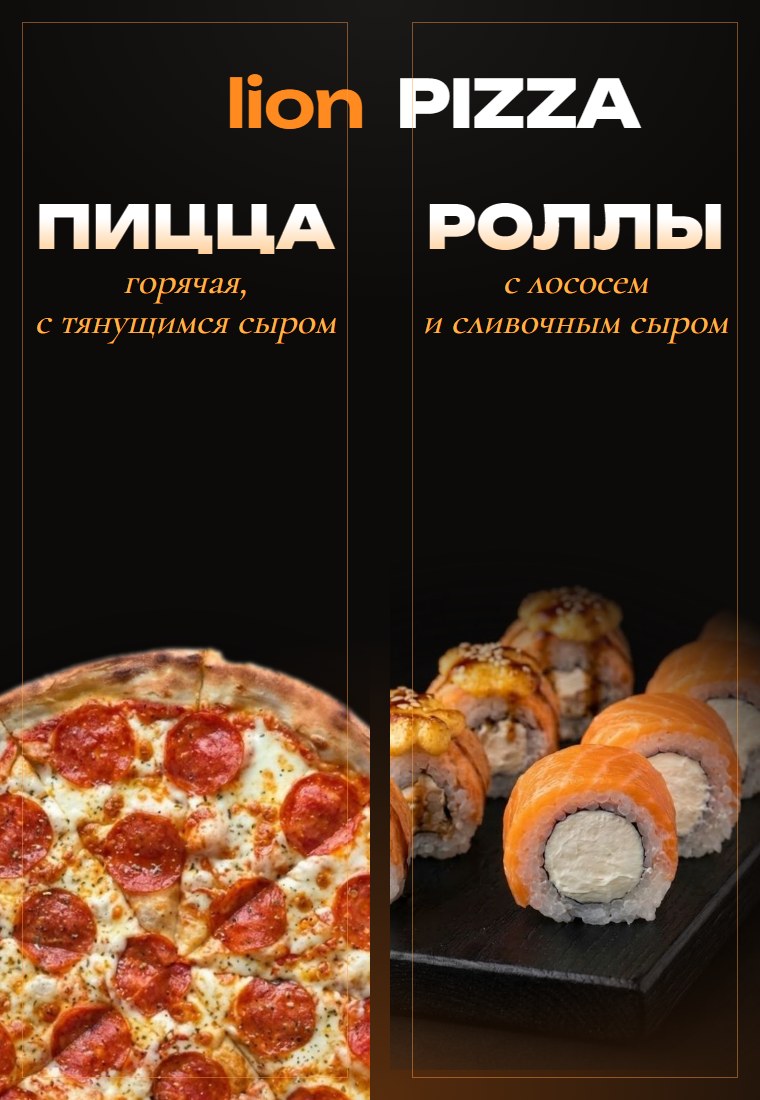 lion PIZZA
ПИЦЦА
горячая,
с тянущимся сыром
РОЛЛЫ
с лососем
и сливочным сыром